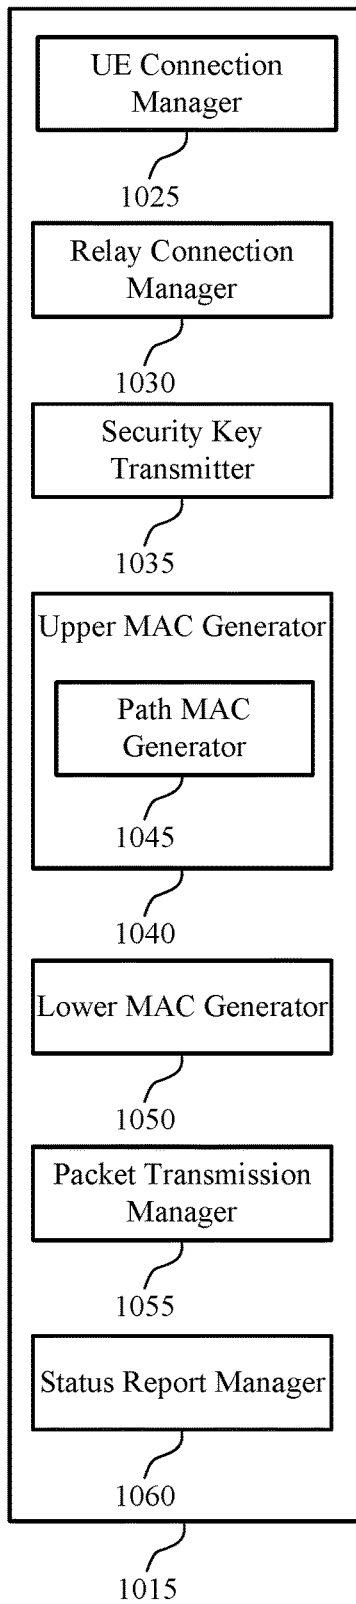 UE Connection
Manager
1025
Relay Connection
Manager
1030
Security Key
Transmitter
1035
Upper MAC Generator
Path MAC
Generator
1045
1040
Lower MAC Generator
1050
Packet Transmission
Manager
1055
Status Report Manager
1060
1015